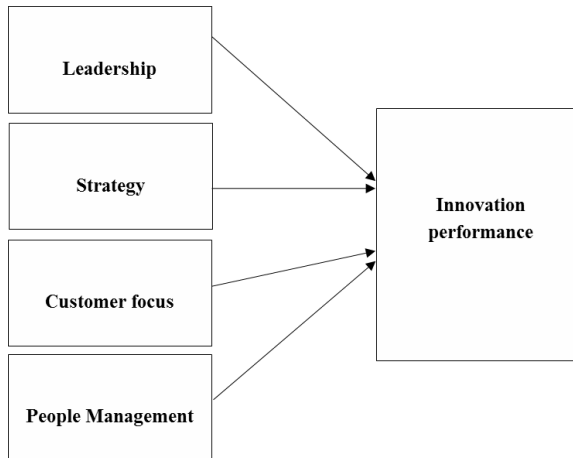 Leadership
Strategy
Customer focus
People Management
Innovation
performance